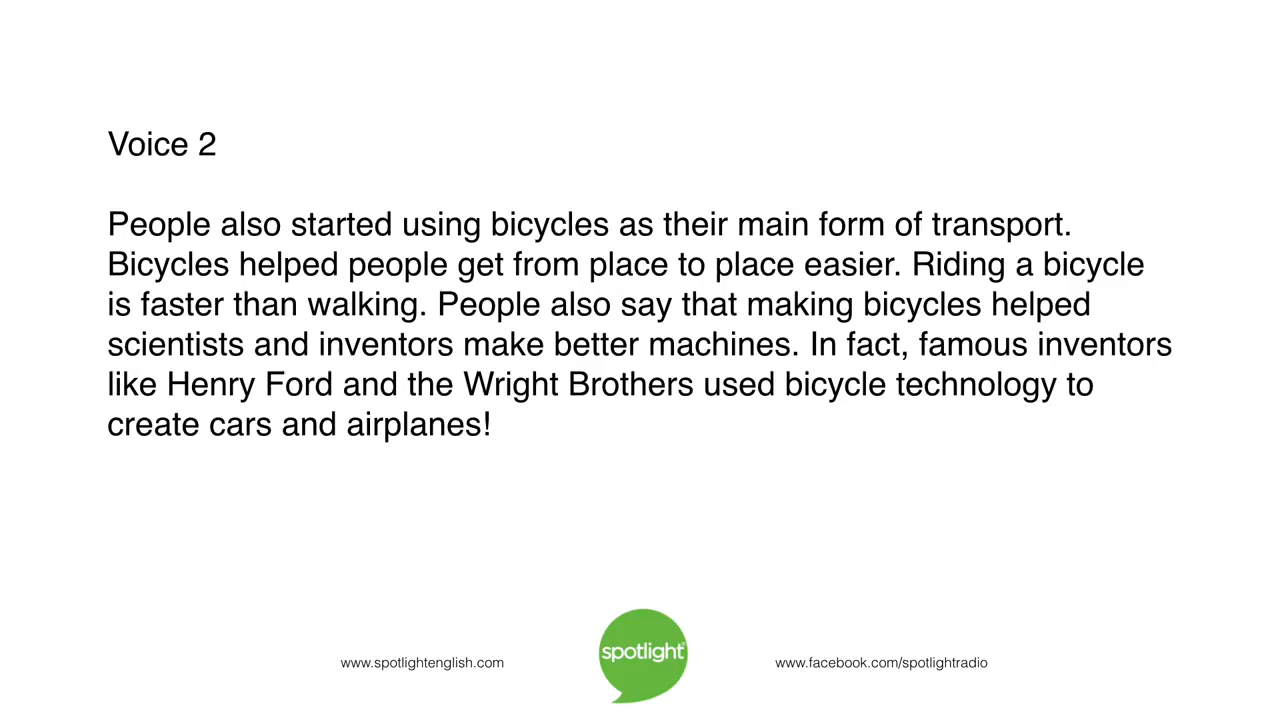 Voice 2
People also started using bicycles as their main form of transport.
Bicycles helped people get from place to place easier. Riding a bicycle
is faster than walking. People also say that making bicycles helped
scientists and inventors make better machines. In fact, famous inventors
like Henry Ford and the Wright Brothers used bicycle technology to
create cars and airplanes!
www.spotlightenglish.com
spotlight®
www.facebook.com/spotlightradio